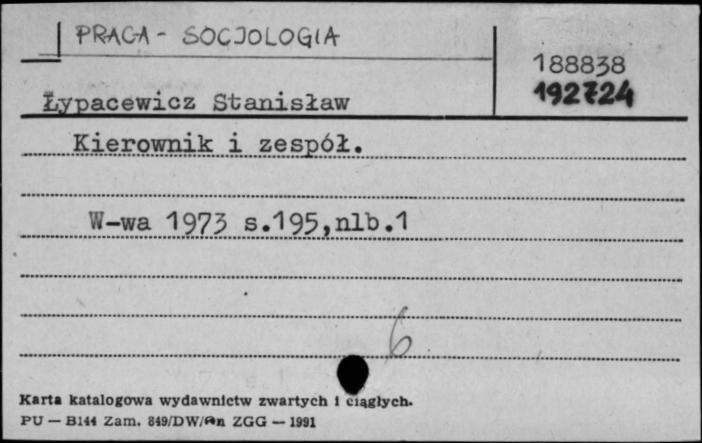 PRACA - SOCJOLOGIA
188838
192724
Łypacewicz Stanisław
Kierownik i zespół.
W-wa 1973 s.195,nlb.1
6
Karta katalogowa wydawnictw zwartych i ciągłych.
PU — B144 Zam. 849/DW/An ZGG — 1991